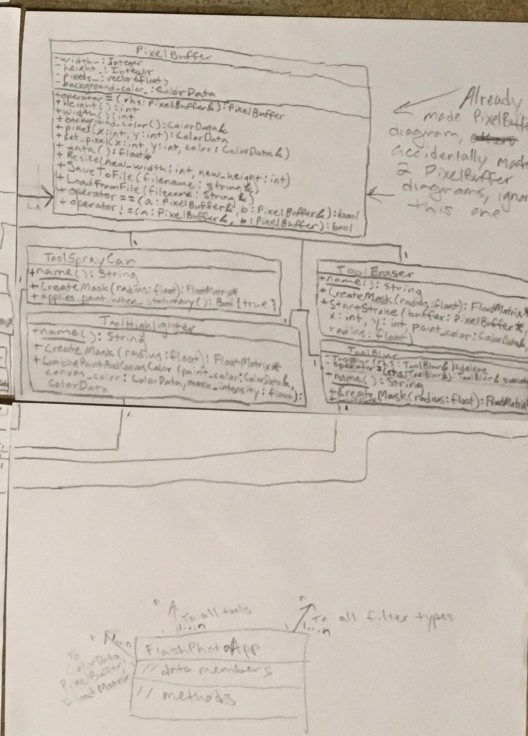 PixelBuffer
- width_: Integer
- height_: Integer
- pixels_: vector<float>
- background_color_: ColorData
+ operator= (rhs: PixelBuffer&): PixelBuffer
+ height(): int
+ width(): int
+ background_color(): ColorData&
+ pixel(x: int, y: int): ColorData
+ set_pixel(x: int, y: int, color: ColorData&)
+ data(): float*
+ Resize(new_width: int, new_height: int)
+ SaveToFile(filename: String&)
+ LoadFromFile(filename: String&)
+ operator==(a: PixelBuffer&, b: PixelBuffer&): bool
+ operator!=(a: PixelBuffer&, b: PixelBuffer): bool
Already
made PixelBuffer
diagram,
accidentally made
2 PixelBuffer
diagrams, ignore
this one
ToolSprayCan
+ name(): String
+ CreateMask(radius: float): FloatMatrix*
+ applies_paint_when_stationary(): Bool {true}
ToolHighlighter
+ name(): String
+ CreateMask(radius: float): FloatMatrix*
+ CombinePaintAndCanvasColor (paint_color: ColorData&,
canvas_color: ColorData, mask_intensity: float):
ColorData
ToolEraser
+ name(): String
+ CreateMask(radius: float): FloatMatrix*
+ StartStroke (buffer: PixelBuffer*,
x: int, y: int, paint_color: ColorData,
radius: float)
ToolBlur
+ name(): String
+ Create Mask(radius: float): FloatMatrix
n To all tools
1...n
n To all filter types
1...n
n 1...n
To
ColorData
PixelBuffer
FloatMatrix
FlashPhotoApp
// data members
// methods